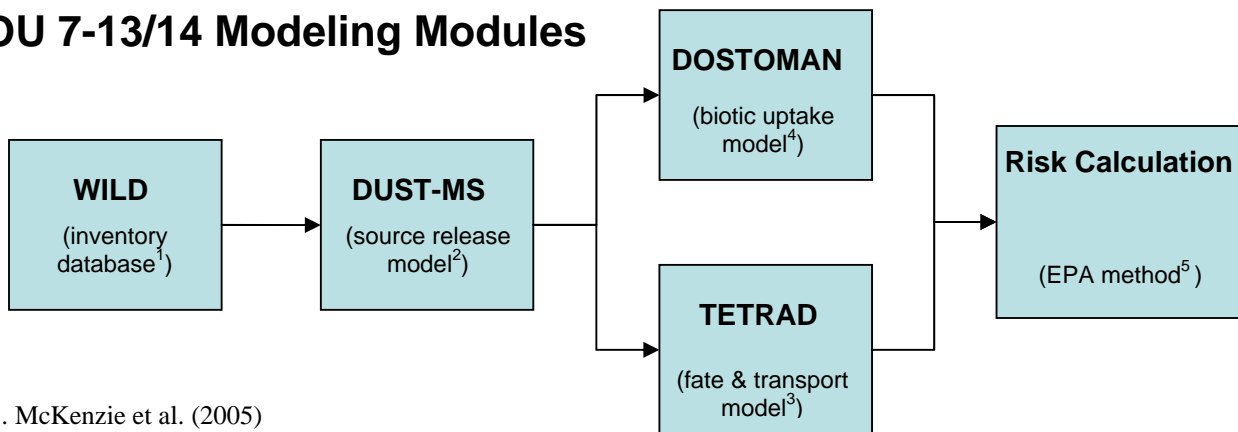 OU 7-13/14 Modeling Modules
WILD
(inventory
database1)
DUST-MS
(source release
model2)
DOSTOMAN
(biotic uptake
model4)
TETRAD
(fate & transport
model3)
Risk Calculation
(EPA method5)
. McKenzie et al. (2005)